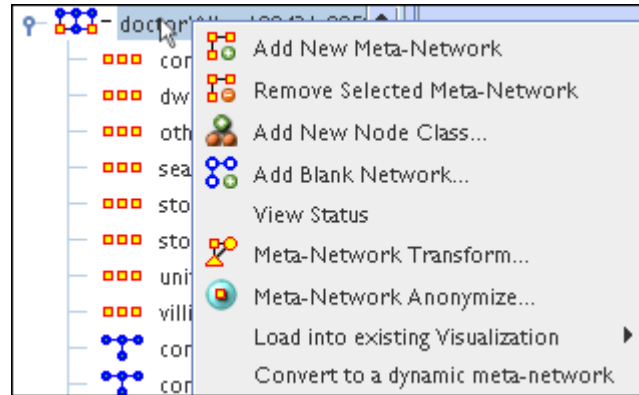 Add New Meta-Network
Remove Selected Meta-Network
Add New Node Class...
Add Blank Network...
View Status
Meta-Network Transform...
Meta-Network Anonymize...
Load into existing Visualization
Convert to a dynamic meta-network